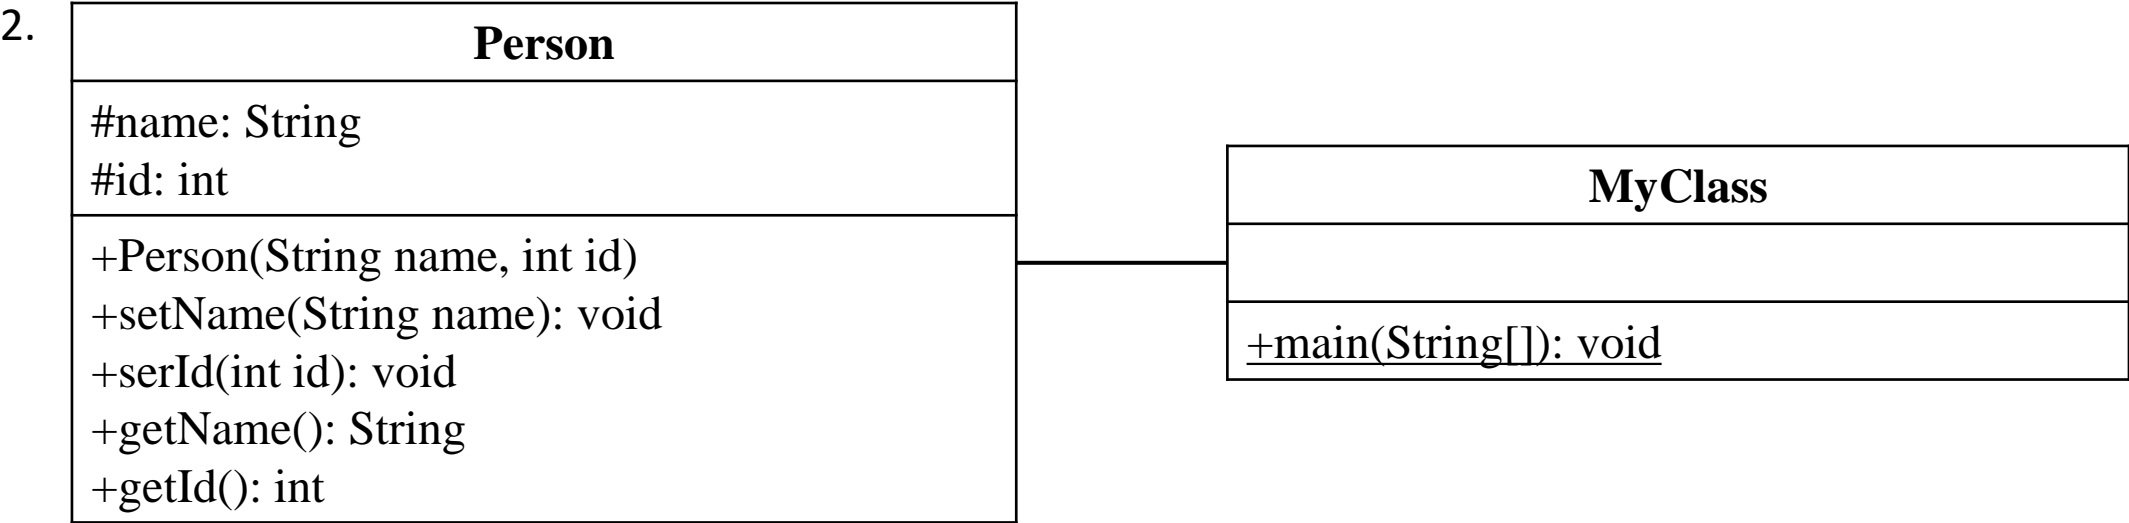 2.
Person
#name: String
#id: int
+Person(String name, int id)
+setName(String name): void
+serId(int id): void
+getName(): String
+getId(): int
MyClass
+main(String[]): void